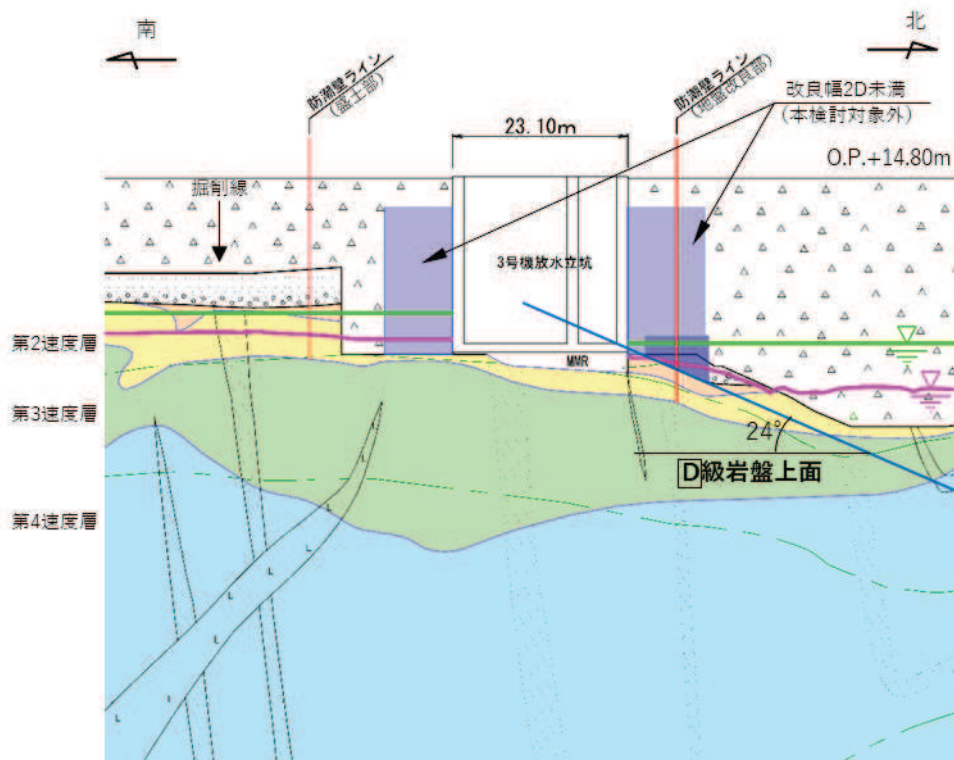 南
北
防潮壁ライン
(盛土部)
防潮壁ライン
(地盤改良部)
改良幅2D未満
(本検討対象外)
23.10m
O.P.+14.80m
掘削線
3号機放水立坑
第2速度層
MMR
第3速度層
24°
D級岩盤上面
第4速度層
L
L
L
L
L
L
L